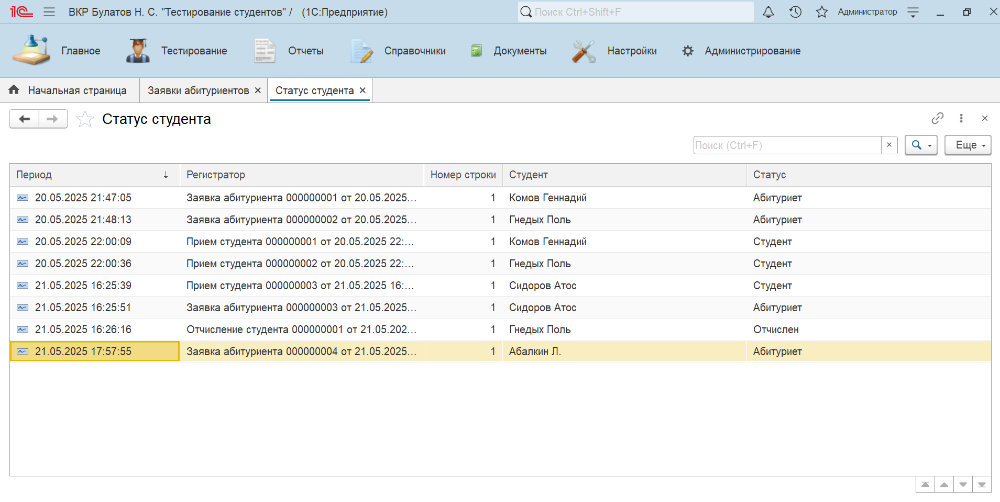 1С ВКР Булатов Н. С. "Тестирование студентов" / (1С:Предприятие) Поиск Ctrl+Shift+F Администратор
Главное Тестирование Отчеты Справочники Документы Настройки Администрирование
Начальная страница Заявки абитуриентов × Статус студента ×
Статус студента
Поиск (Ctrl+F) × Еще
Период ↓ Регистратор Номер строки Студент Статус
20.05.2025 21:47:05 Заявка абитуриента 000000001 от 20.05.2025... 1 Комов Геннадий Абитуриет
20.05.2025 21:48:13 Заявка абитуриента 000000002 от 20.05.2025... 1 Гнедых Поль Абитуриет
20.05.2025 22:00:09 Прием студента 000000001 от 20.05.2025 22:... 1 Комов Геннадий Студент
20.05.2025 22:00:36 Прием студента 000000002 от 20.05.2025 22:... 1 Гнедых Поль Студент
21.05.2025 16:25:39 Прием студента 000000003 от 21.05.2025 16:... 1 Сидоров Атос Студент
21.05.2025 16:25:51 Заявка абитуриента 000000003 от 21.05.2025... 1 Сидоров Атос Абитуриет
21.05.2025 16:26:16 Отчисление студента 000000001 от 21.05.202... 1 Гнедых Поль Отчислен
21.05.2025 17:57:55 Заявка абитуриента 000000004 от 21.05.2025... 1 Абалкин Л. Абитуриет